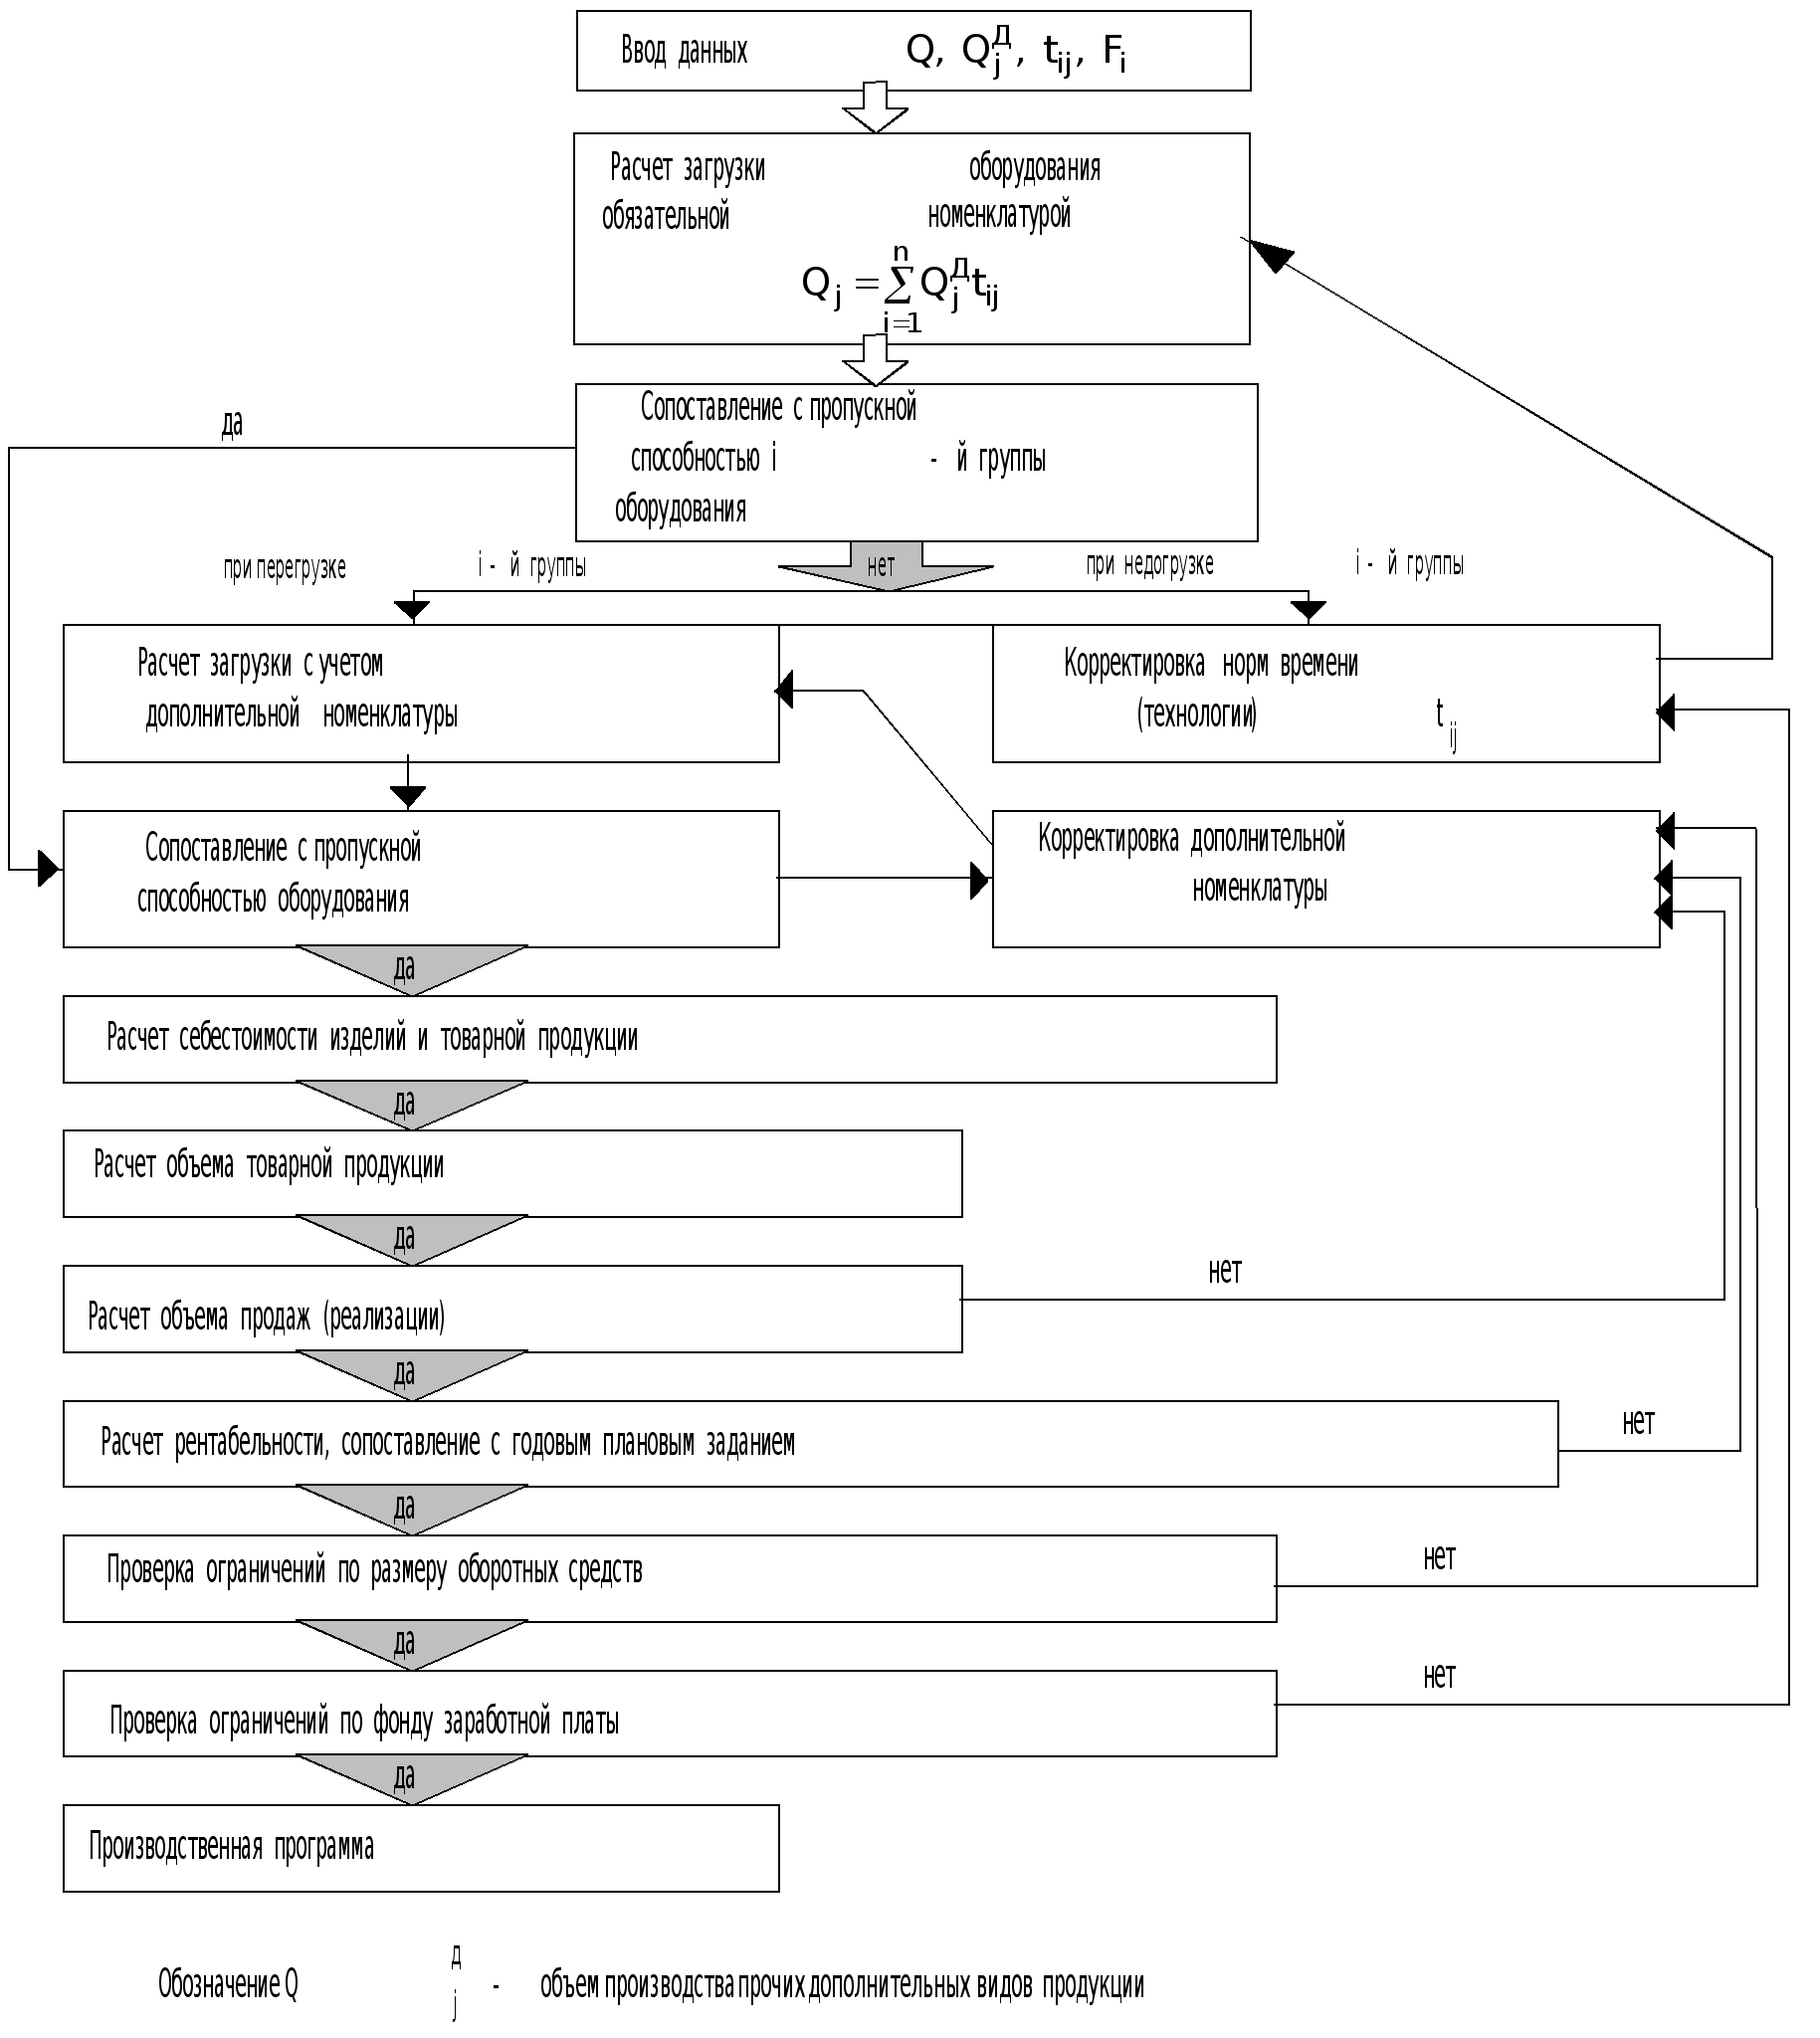 Ввод данных Q, Q_j^Д, t_ij, F_i
Расчет загрузки оборудования
обязательной номенклатурой
Q_j = ∑_{i=1}^{n} Q_j^Д t_ij
Сопоставление с пропускной
способностью i - й группы
оборудования
да
при перегрузке i - й группы
нет
при недогрузке i - й группы
Расчет загрузки с учетом
дополнительной номенклатуры
Корректировка норм времени
(технологии) t_ij
Сопоставление с пропускной
способностью оборудования
Корректировка дополнительной
номенклатуры
да
Расчет себестоимости изделий и товарной продукции
да
Расчет объема товарной продукции
да
Расчет объема продаж (реализации)
нет
да
Расчет рентабельности, сопоставление с годовым плановым заданием
нет
да
Проверка ограничений по размеру оборотных средств
нет
да
Проверка ограничений по фонду заработной платы
нет
да
Производственная программа
Обозначение Q_j^Д - объем производства прочих дополнительных видов продукции